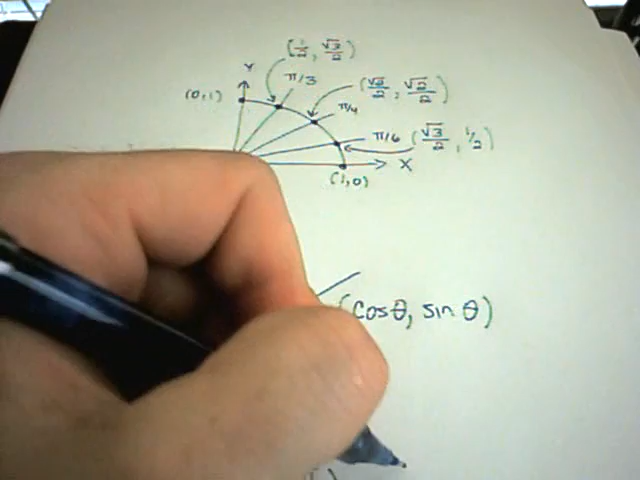 (1/2, √3/2)
Y
π/3
(0,1)
(√2/2, √2/2)
π/4
π/6 (√3/2, 1/2)
X
(1,0)
(cosθ, sin θ)